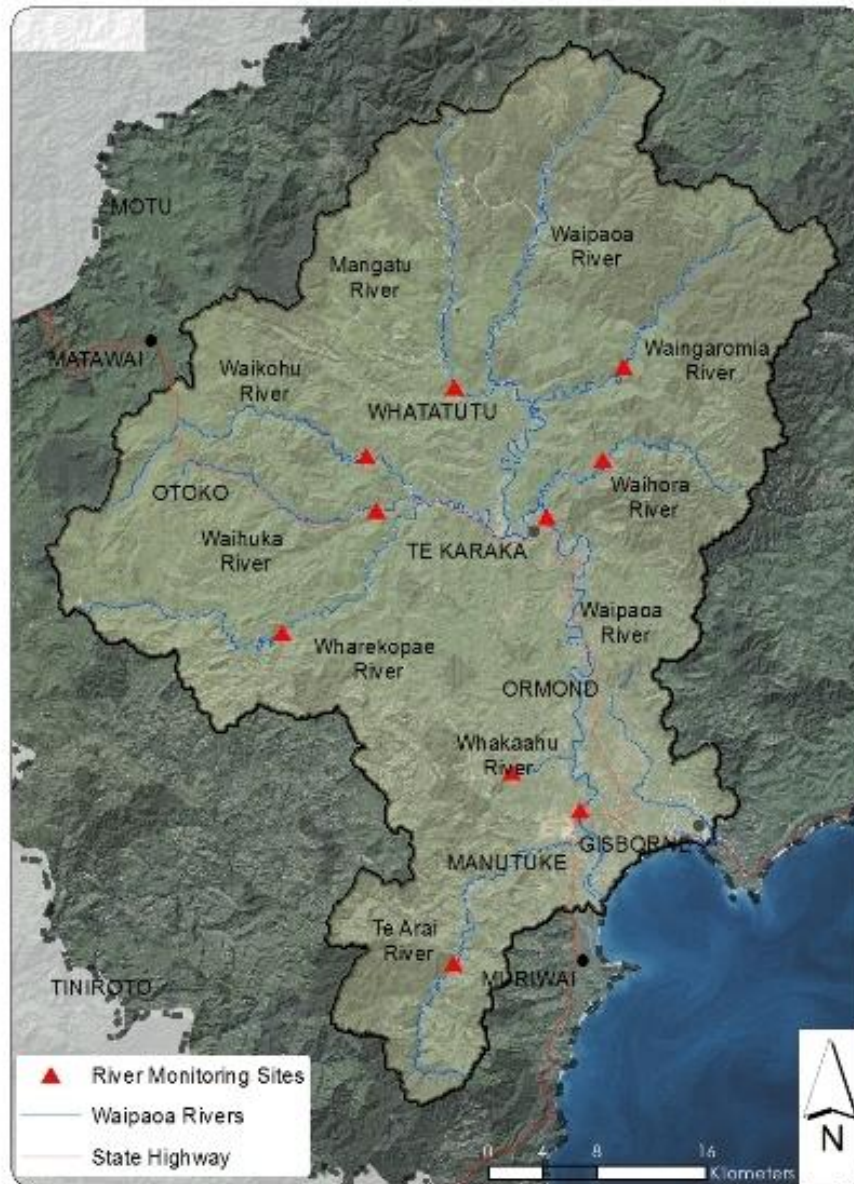 MOTU
Waipaoa
River
Mangatu
River
Waingaromia
River
MATAWAI
Waikohu
River
WHATATUTU
OTOKO
Waihora
River
Waihuka
River
TE KARAKA
Waipaoa
River
Wharekopae
River
ORMOND
Whakaahu
River
GISBORNE
MANUTUKE
Te Arai
River
MURIWAI
TINIROTO
River Monitoring Sites
Waipaoa Rivers
State Highway
0 4 8 16
Kilometers
N